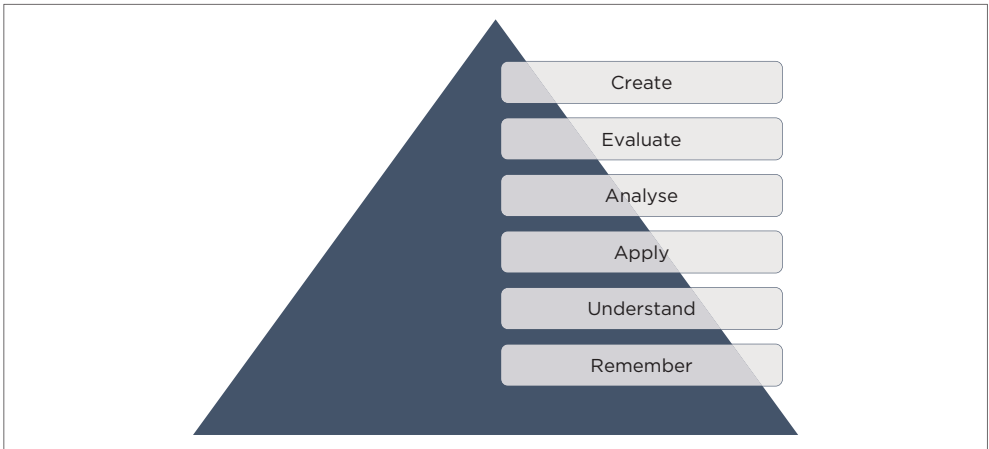 Create
Evaluate
Analyse
Apply
Understand
Remember